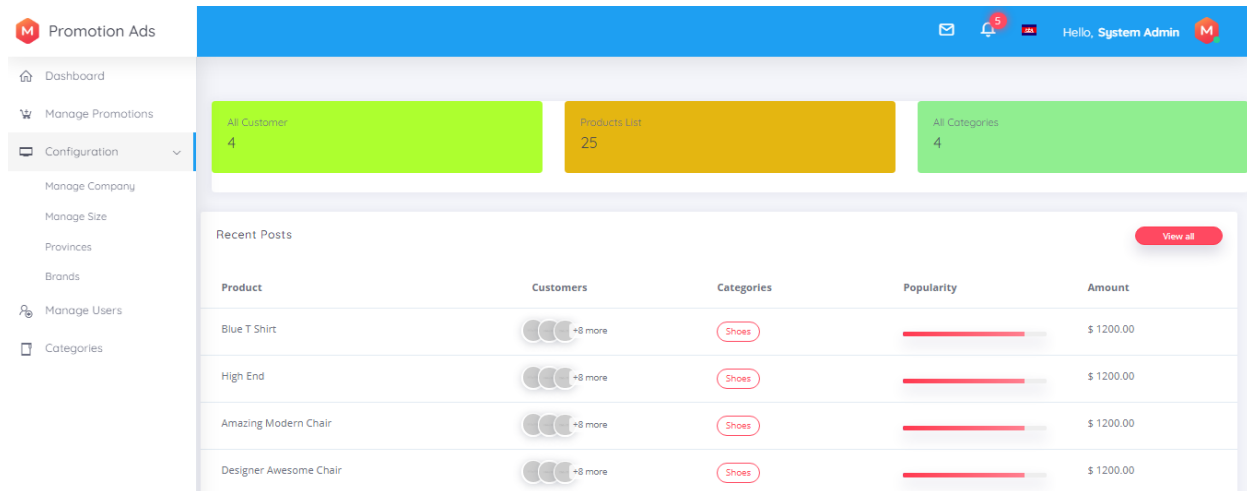 M Promotion Ads
5
Hello, System Admin M
Dashboard
Manage Promotions
Configuration
Manage Company
Manage Size
Provinces
Brands
Manage Users
Categories
All Customer
4
Products List
25
All Categories
4
Recent Posts
View all
Product Customers Categories Popularity Amount
Blue T Shirt +8 more Shoes $ 1200.00
High End +8 more Shoes $ 1200.00
Amazing Modern Chair +8 more Shoes $ 1200.00
Designer Awesome Chair +8 more Shoes $ 1200.00